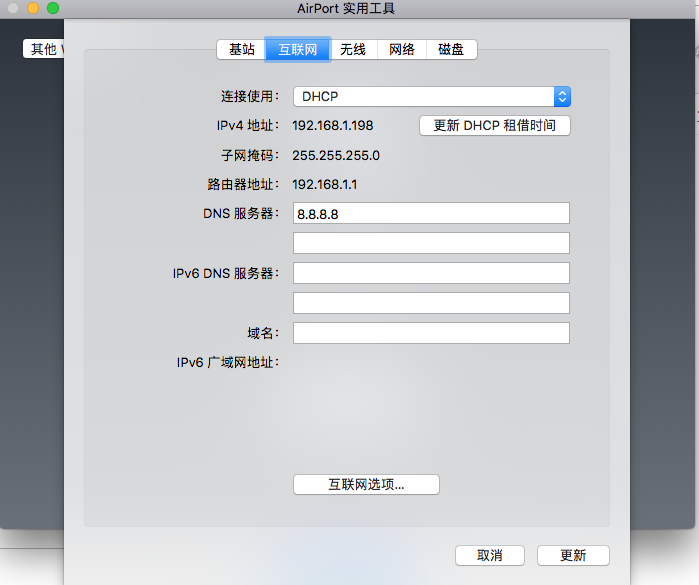 AirPort 实用工具
其他
基站 互联网 无线 网络 磁盘
连接使用： DHCP
IPv4 地址： 192.168.1.198 更新 DHCP 租借时间
子网掩码： 255.255.255.0
路由器地址： 192.168.1.1
DNS 服务器： 8.8.8.8
IPv6 DNS 服务器：
域名：
IPv6 广域网地址：
互联网选项...
取消 更新